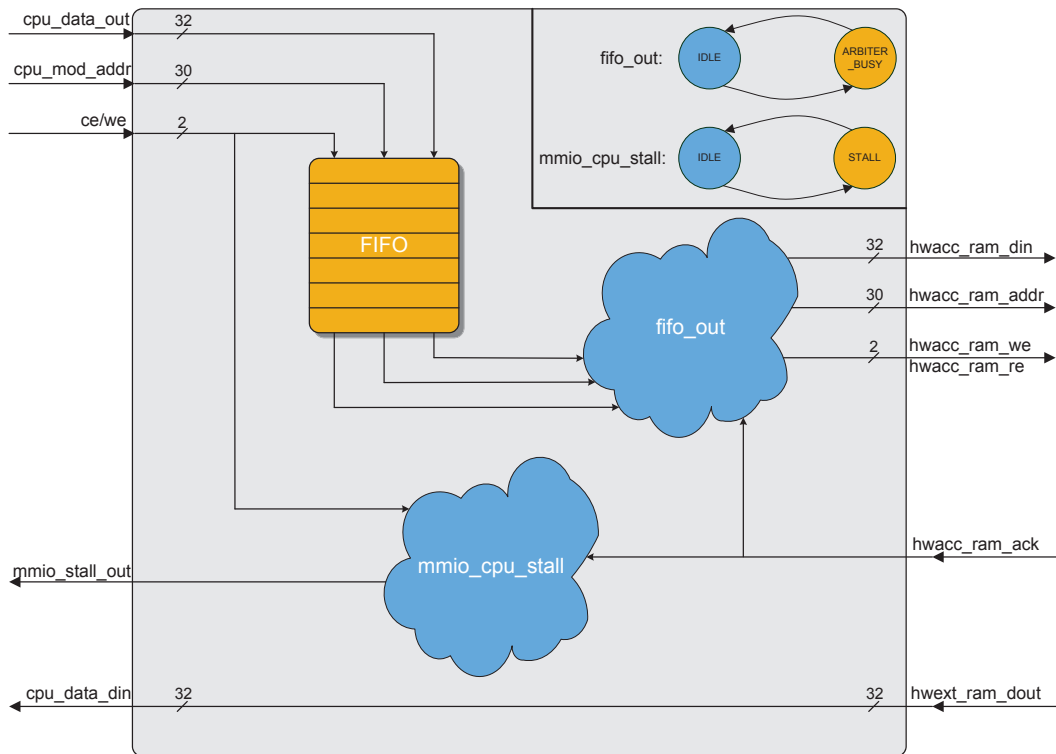 cpu_data_out
32
cpu_mod_addr
30
ce/we
2
fifo_out:
IDLE
ARBITER
_BUSY
mmio_cpu_stall:
IDLE
STALL
FIFO
fifo_out
32
hwacc_ram_din
30
hwacc_ram_addr
2
hwacc_ram_we
hwacc_ram_re
mmio_cpu_stall
hwacc_ram_ack
mmio_stall_out
cpu_data_din
32
32
hwext_ram_dout